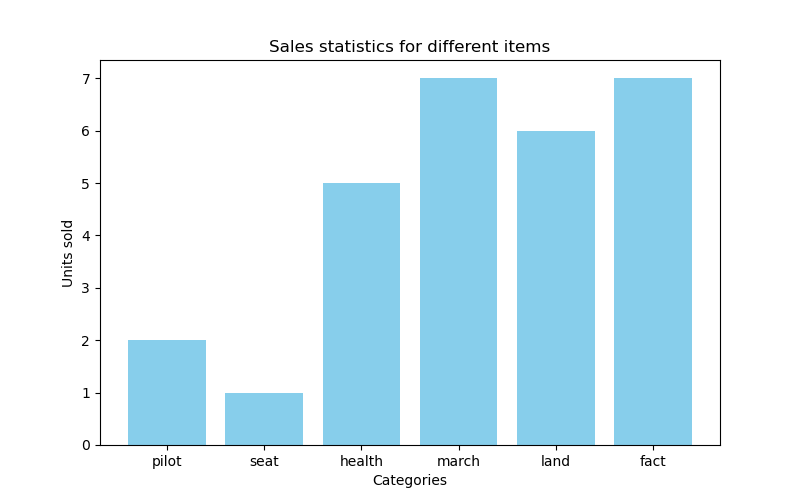 Sales statistics for different items
7
6
5
4
3
2
1
0
Units sold
pilot seat health march land fact
Categories